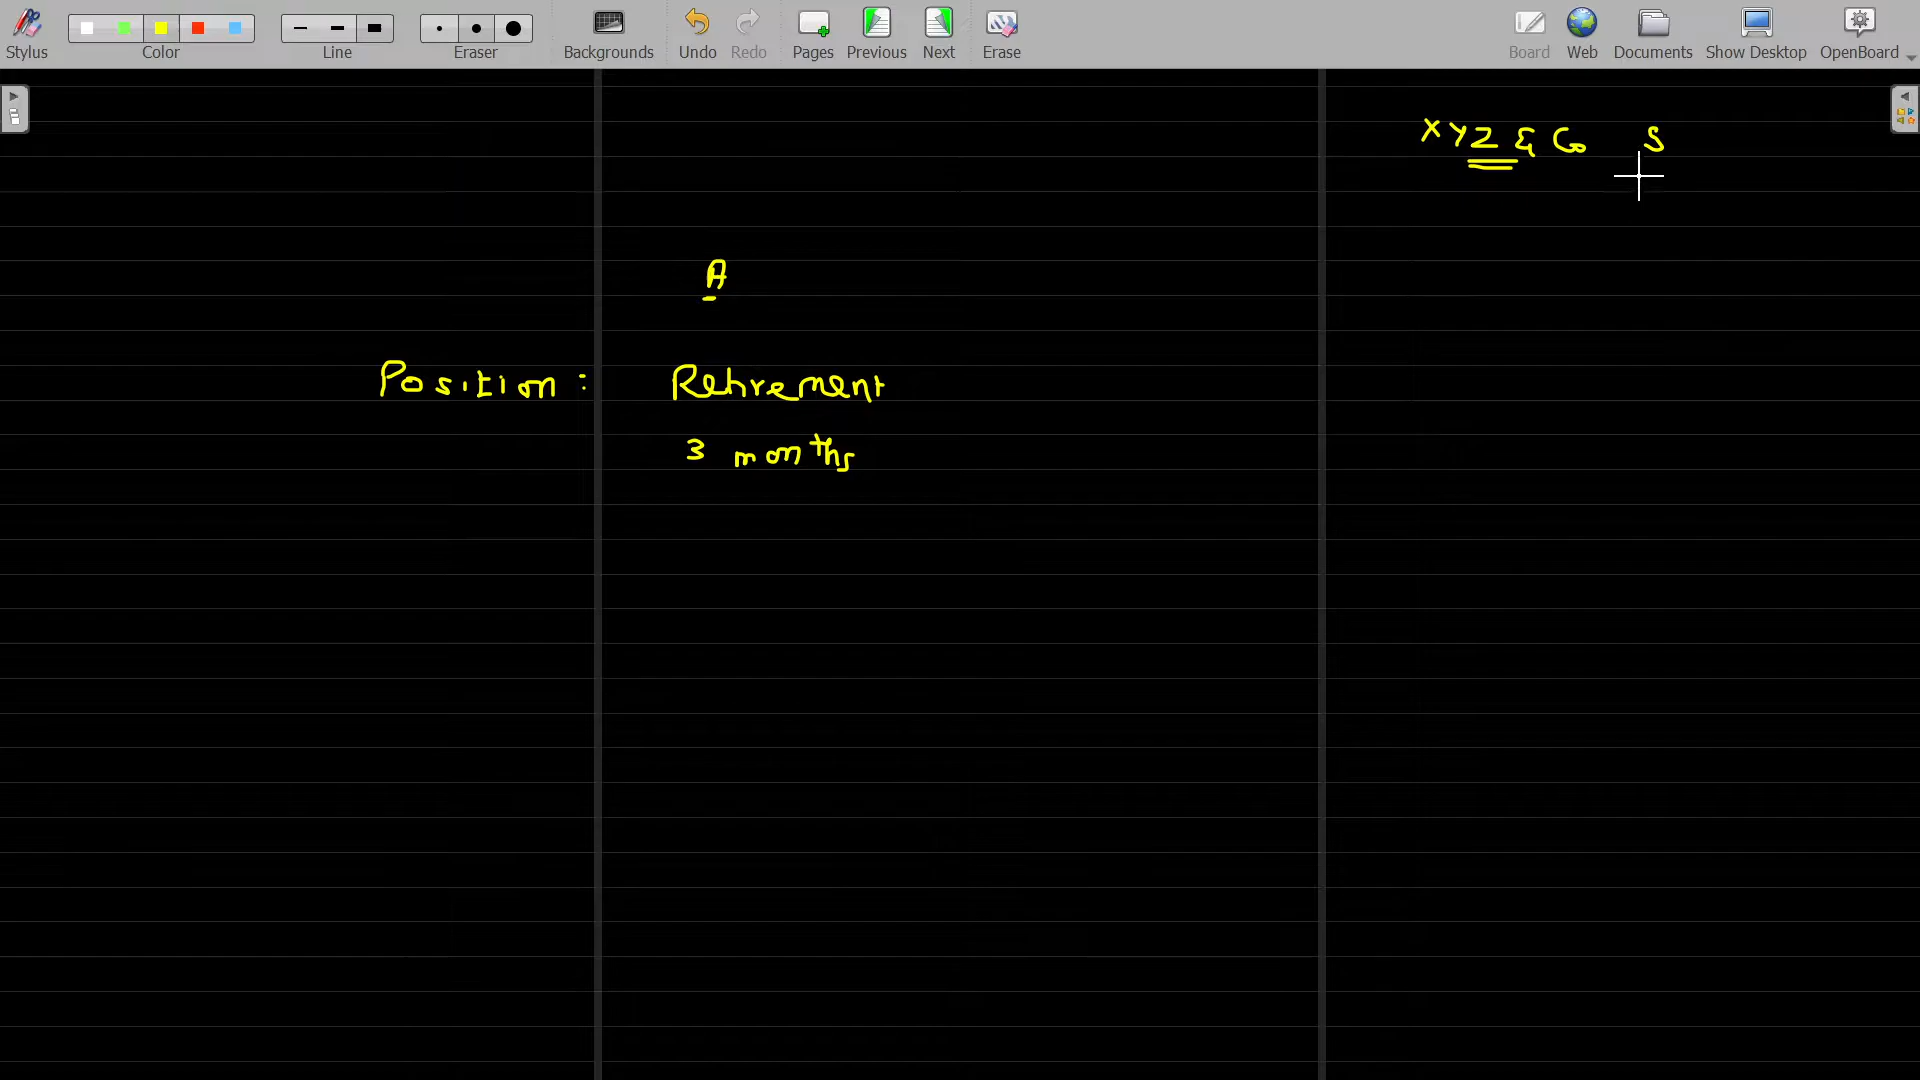 Stylus
Color
Line
Eraser
Backgrounds
Undo
Redo
Pages
Previous
Next
Erase
Board
Web
Documents
Show Desktop
OpenBoard
XYZ & Co S
A
Position : Retirement
3 months